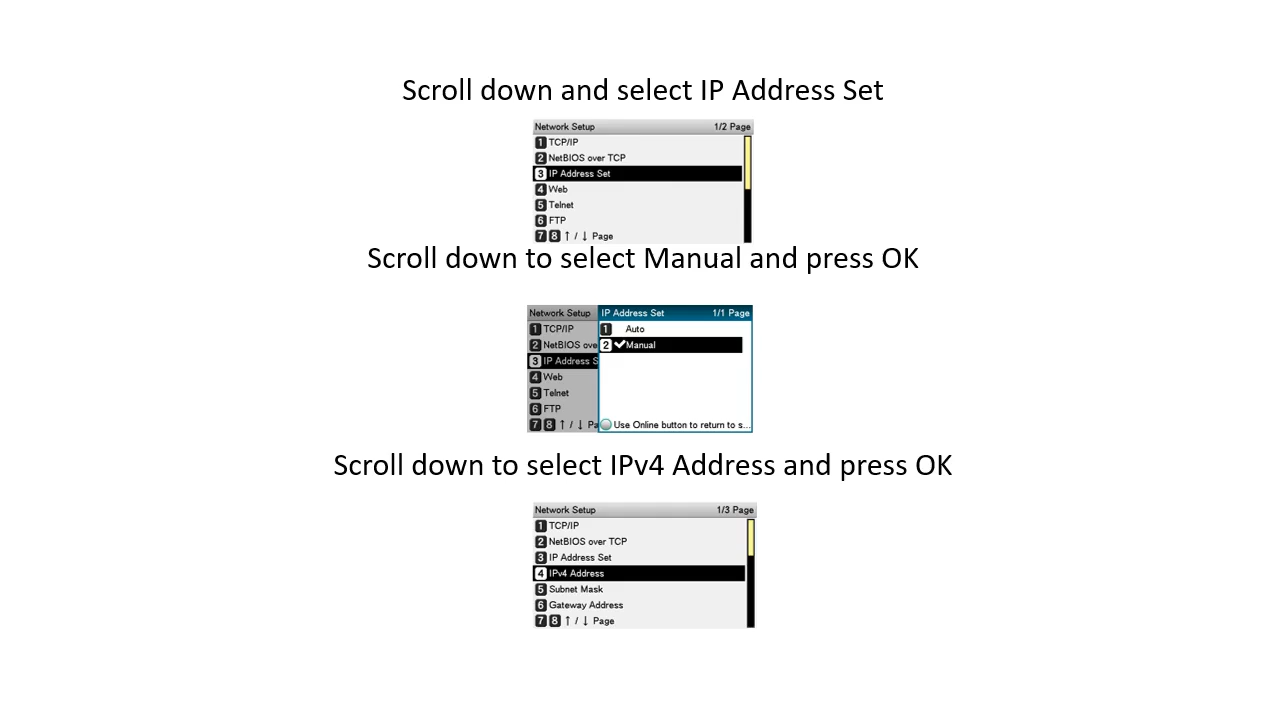 Scroll down and select IP Address Set
Network Setup 1/2 Page
1 TCP/IP
2 NetBIOS over TCP
3 IP Address Set
4 Web
5 Telnet
6 FTP
7 8 ↑ / ↓ Page
Scroll down to select Manual and press OK
Network Setup IP Address Set 1/1 Page
1 TCP/IP 1 Auto
2 NetBIOS ove 2 ✔Manual
3 IP Address S
4 Web
5 Telnet
6 FTP
7 8 ↑ / ↓ Pa Use Online button to return to s...
Scroll down to select IPv4 Address and press OK
Network Setup 1/3 Page
1 TCP/IP
2 NetBIOS over TCP
3 IP Address Set
4 IPv4 Address
5 Subnet Mask
6 Gateway Address
7 8 ↑ / ↓ Page